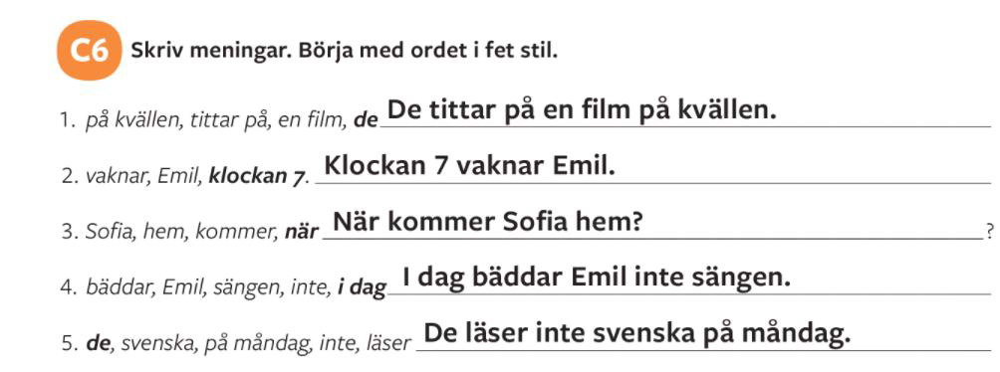 C6 Skriv meningar. Börja med ordet i fet stil.
1. på kvällen, tittar på, en film, de De tittar på en film på kvällen.
2. vaknar, Emil, klockan 7. Klockan 7 vaknar Emil.
3. Sofia, hem, kommer, när När kommer Sofia hem? ?
4. bäddar, Emil, sängen, inte, i dag I dag bäddar Emil inte sängen.
5. de, svenska, på måndag, inte, läser De läser inte svenska på måndag.